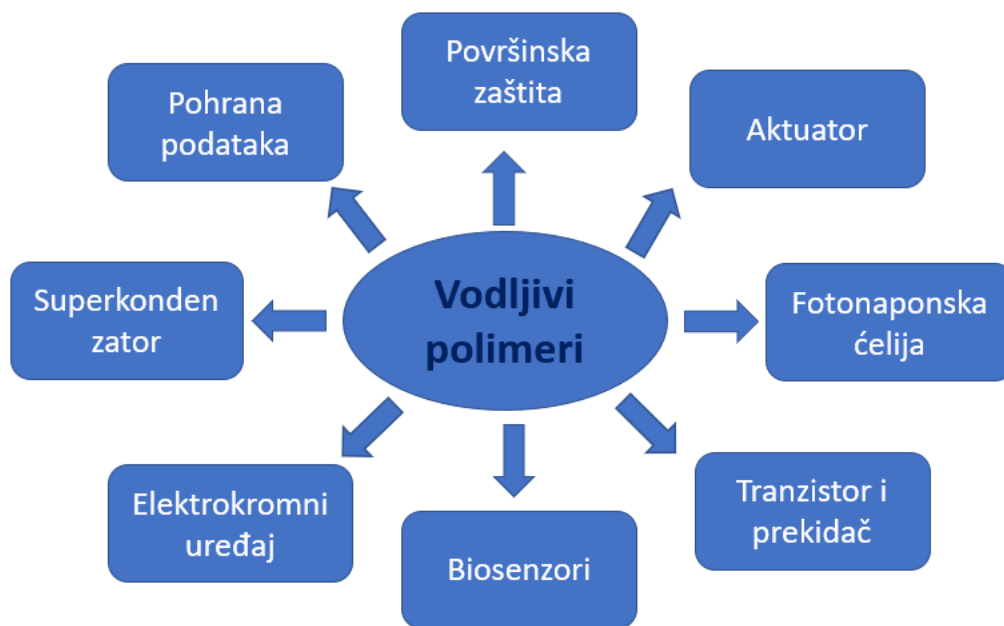 Površinska
zaštita
Pohrana
podataka
Aktuator
Superkonden
zator
Vodljivi
polimeri
Fotonaponska
ćelija
Elektrokromni
uređaj
Biosenzori
Tranzistor i
prekidač